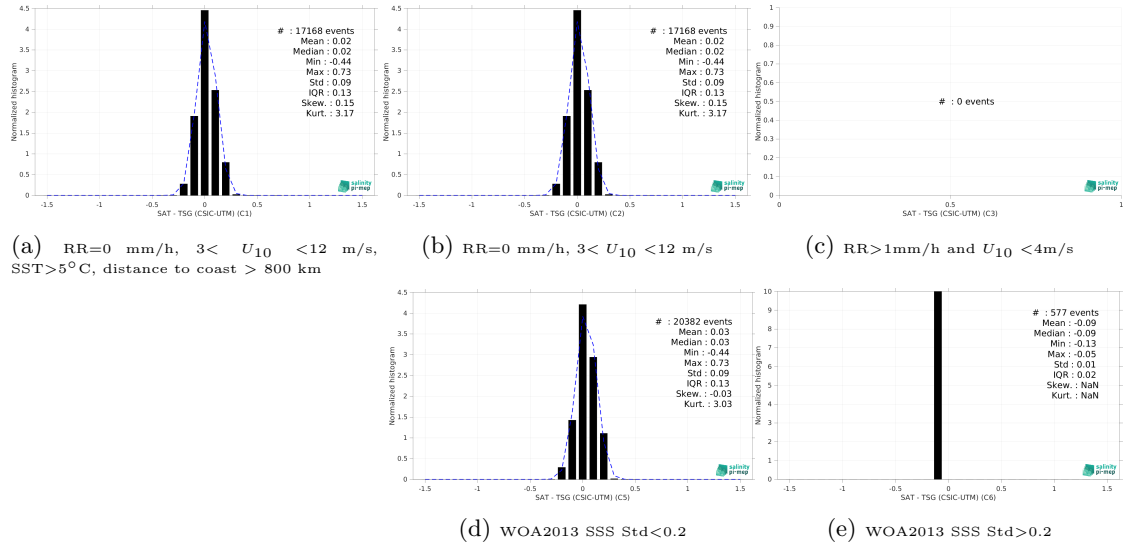 4.5
4
3.5
3
2.5
2
1.5
1
0.5
0
Normalized histogram
# : 17168 events
Mean : 0.02
Median : 0.02
Min : -0.44
Max : 0.73
Std : 0.09
IQR : 0.13
Skew. : 0.15
Kurt. : 3.17
salinity
pi-mep
-1.5 -1 -0.5 0 0.5 1 1.5
SAT - TSG (CSIC-UTM) (C1)
(a) RR=0 mm/h, 3< U10 <12 m/s,
SST>5°C, distance to coast > 800 km
4.5
4
3.5
3
2.5
2
1.5
1
0.5
0
Normalized histogram
# : 17168 events
Mean : 0.02
Median : 0.02
Min : -0.44
Max : 0.73
Std : 0.09
IQR : 0.13
Skew. : 0.15
Kurt. : 3.17
salinity
pi-mep
-1.5 -1 -0.5 0 0.5 1 1.5
SAT - TSG (CSIC-UTM) (C2)
(b) RR=0 mm/h, 3< U10 <12 m/s
1
0.9
0.8
0.7
0.6
0.5
0.4
0.3
0.2
0.1
0
Normalized histogram
# : 0 events
salinity
pi-mep
0 0.5 1
SAT - TSG (CSIC-UTM) (C3)
(c) RR>1mm/h and U10 <4m/s
4.5
4
3.5
3
2.5
2
1.5
1
0.5
0
Normalized histogram
# : 20382 events
Mean : 0.03
Median : 0.03
Min : -0.44
Max : 0.73
Std : 0.09
IQR : 0.13
Skew. : -0.03
Kurt. : 3.03
salinity
pi-mep
-1.5 -1 -0.5 0 0.5 1 1.5
SAT - TSG (CSIC-UTM) (C5)
(d) WOA2013 SSS Std<0.2
10
9
8
7
6
5
4
3
2
1
0
Normalized histogram
# : 577 events
Mean : -0.09
Median : -0.09
Min : -0.13
Max : -0.05
Std : 0.01
IQR : 0.02
Skew. : NaN
Kurt. : NaN
salinity
pi-mep
-1.5 -1 -0.5 0 0.5 1 1.5
SAT - TSG (CSIC-UTM) (C6)
(e) WOA2013 SSS Std>0.2